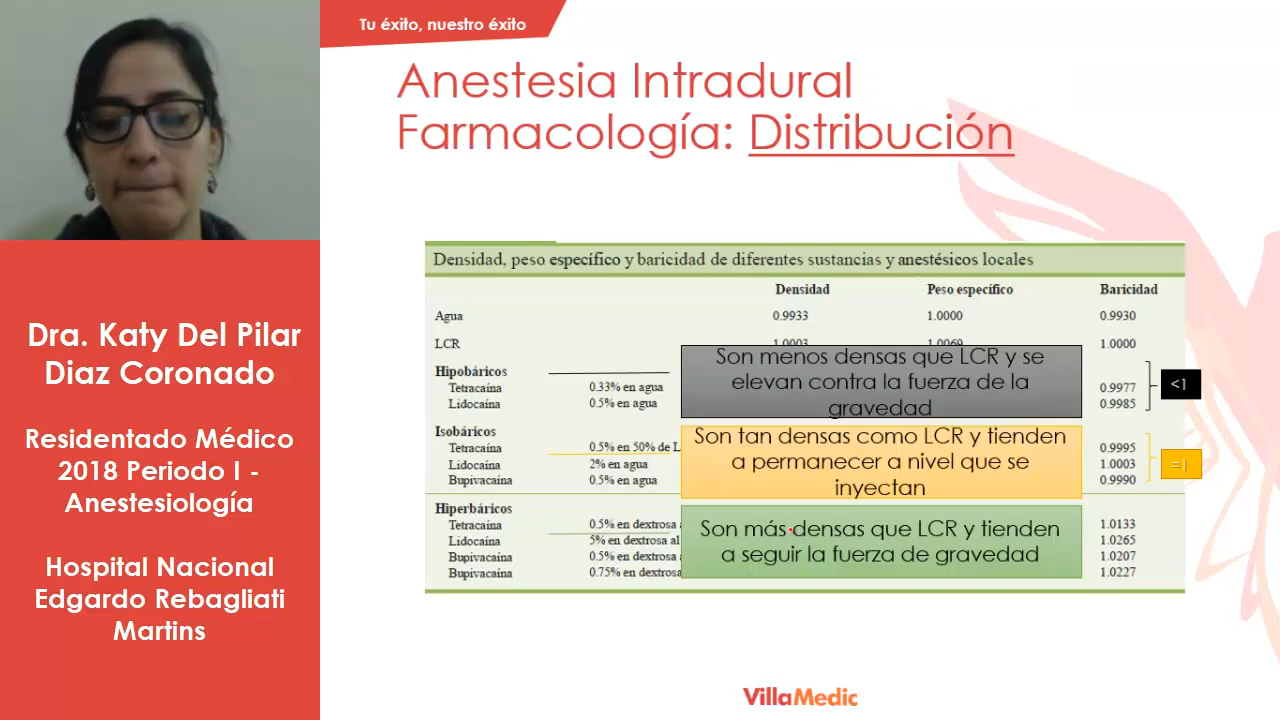 Tu éxito, nuestro éxito
Anestesia Intradural
Farmacología: Distribución
Dra. Katy Del Pilar
Diaz Coronado
Residentado Médico
2018 Periodo I -
Anestesiología
Hospital Nacional
Edgardo Rebagliati
Martins
Densidad, peso específico y baricidad de diferentes sustancias y anestésicos locales
Densidad Peso específico Baricidad
Agua 0.9933 1.0000 0.9930
LCR 1.0003 1.0069 1.0000
Hipobáricos
Tetracaína 0.33% en agua 0.9977
Lidocaína 0.5% en agua 0.9985
Son menos densas que LCR y se
elevan contra la fuerza de la
gravedad
<1
Isobáricos
Tetracaína 0.5% en 50% de L 0.9995
Lidocaína 2% en agua 1.0003
Bupivacaína 0.5% en agua 0.9990
Son tan densas como LCR y tienden
a permanecer a nivel que se
inyectan
=1
Hiperbáricos
Tetracaína 0.5% en dextrosa 1.0133
Lidocaína 5% en dextrosa al 1.0265
Bupivacaína 0.5% en dextrosa 1.0207
Bupivacaína 0.75% en dextrosa 1.0227
Son más densas que LCR y tienden
a seguir la fuerza de gravedad
VillaMedic